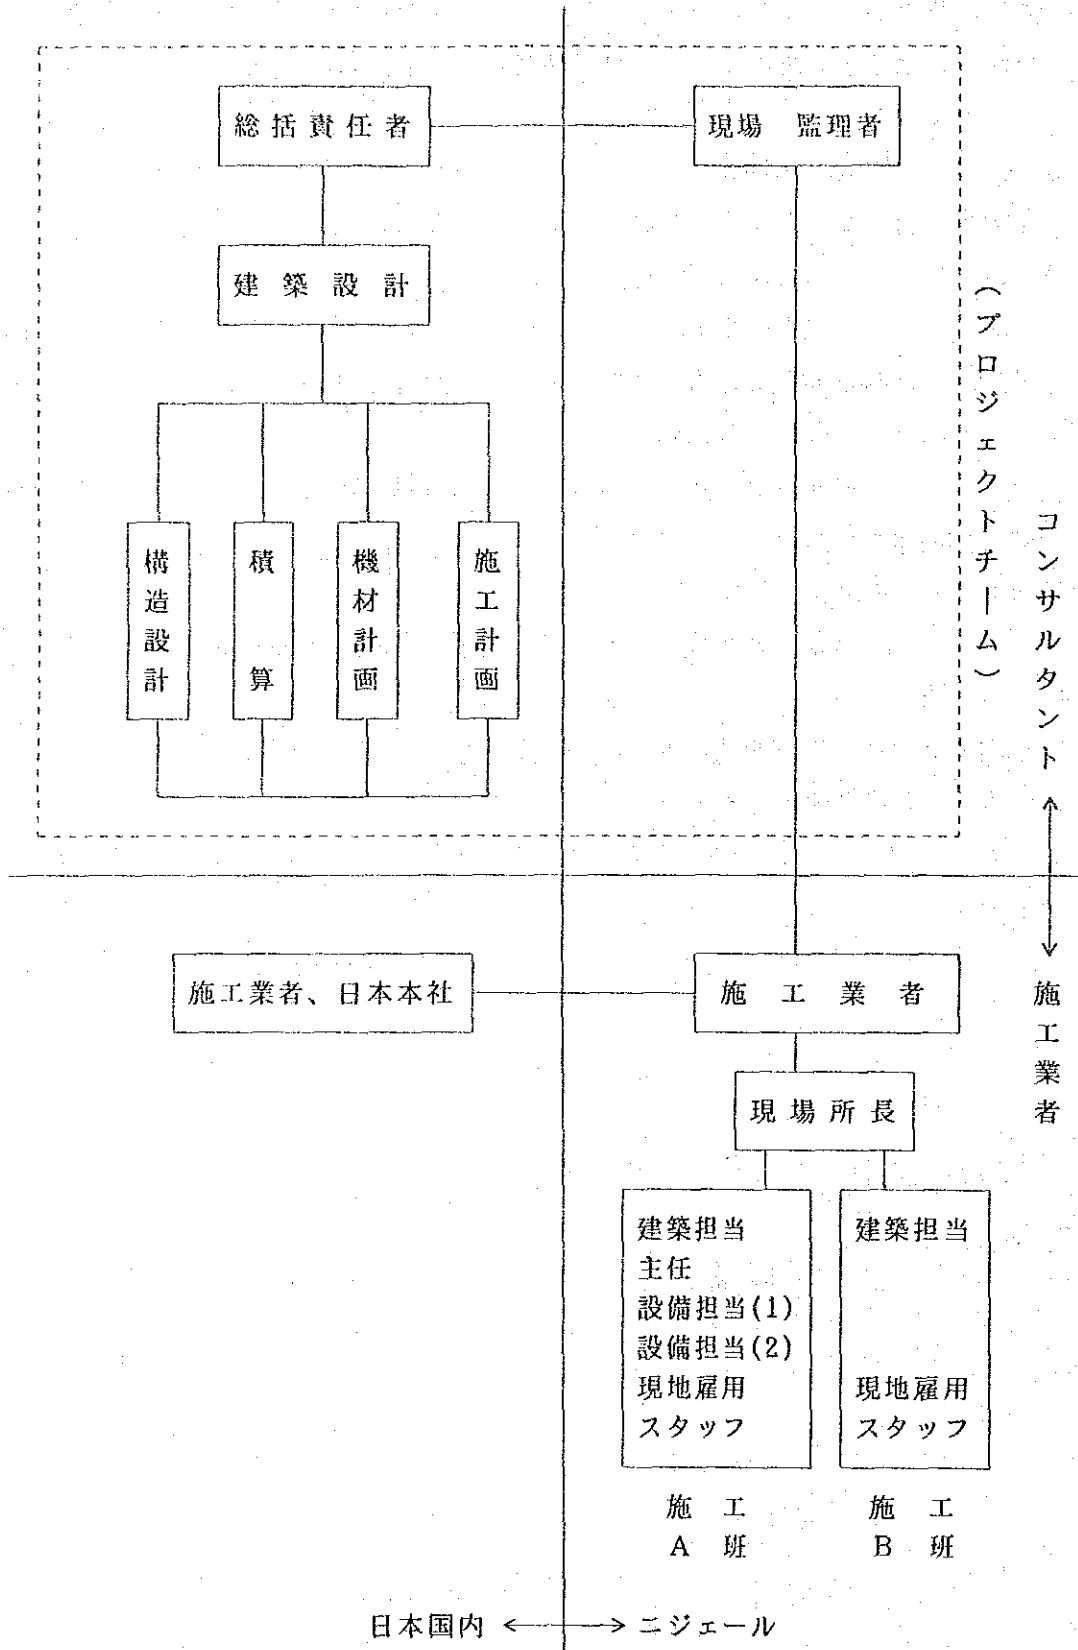 総括責任者
現場 監理者
建築設計
(プロジェクトチーム)
コンサルタント
構造設計
積算
機材計画
施工計画
施工業者、日本本社
施工業者
施工業者
現場所長
建築担当
主任
設備担当(1)
設備担当(2)
現地雇用
スタッフ
建築担当
現地雇用
スタッフ
施工
A班
施工
B班
日本国内 ←→ ニジェール